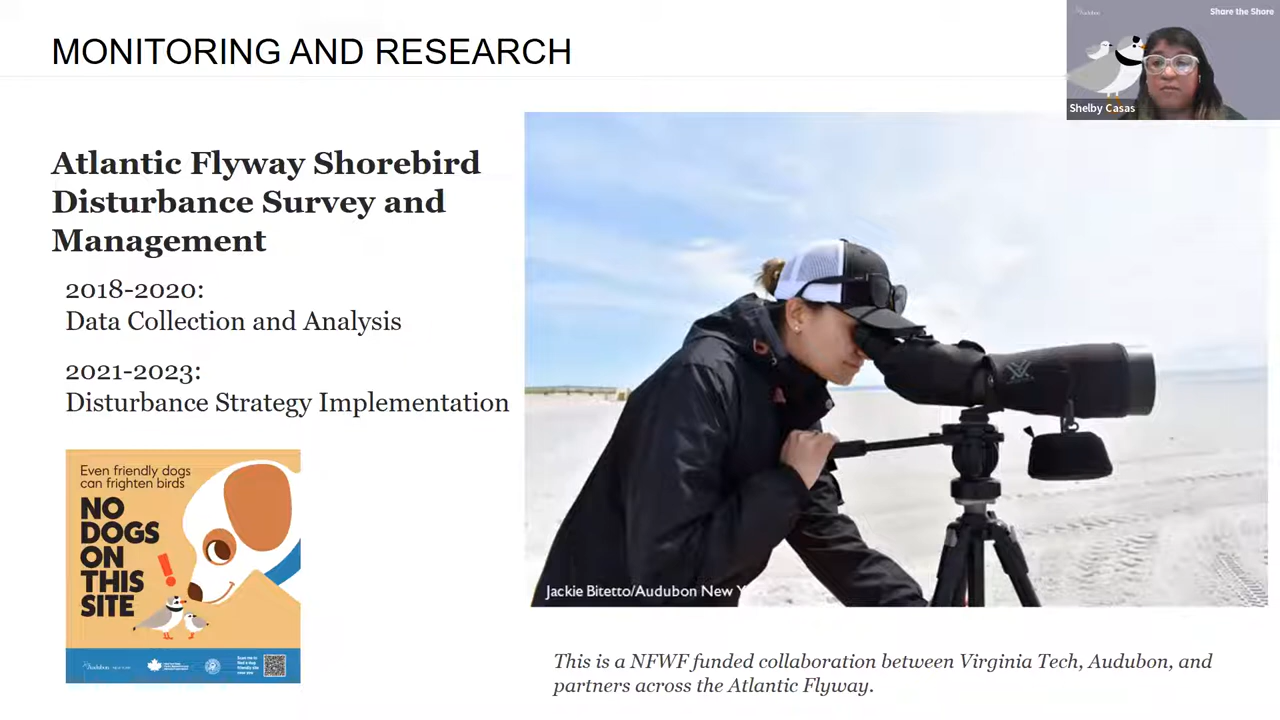 MONITORING AND RESEARCH
Audubon
Share the Shore
Shelby Casas
Atlantic Flyway Shorebird
Disturbance Survey and
Management
2018-2020:
Data Collection and Analysis
2021-2023:
Disturbance Strategy Implementation
Even friendly dogs
can frighten birds
NO
DOGS
ON
THIS
SITE
Audubon
Jackie Bitetto/Audubon New Y
This is a NFWF funded collaboration between Virginia Tech, Audubon, and
partners across the Atlantic Flyway.